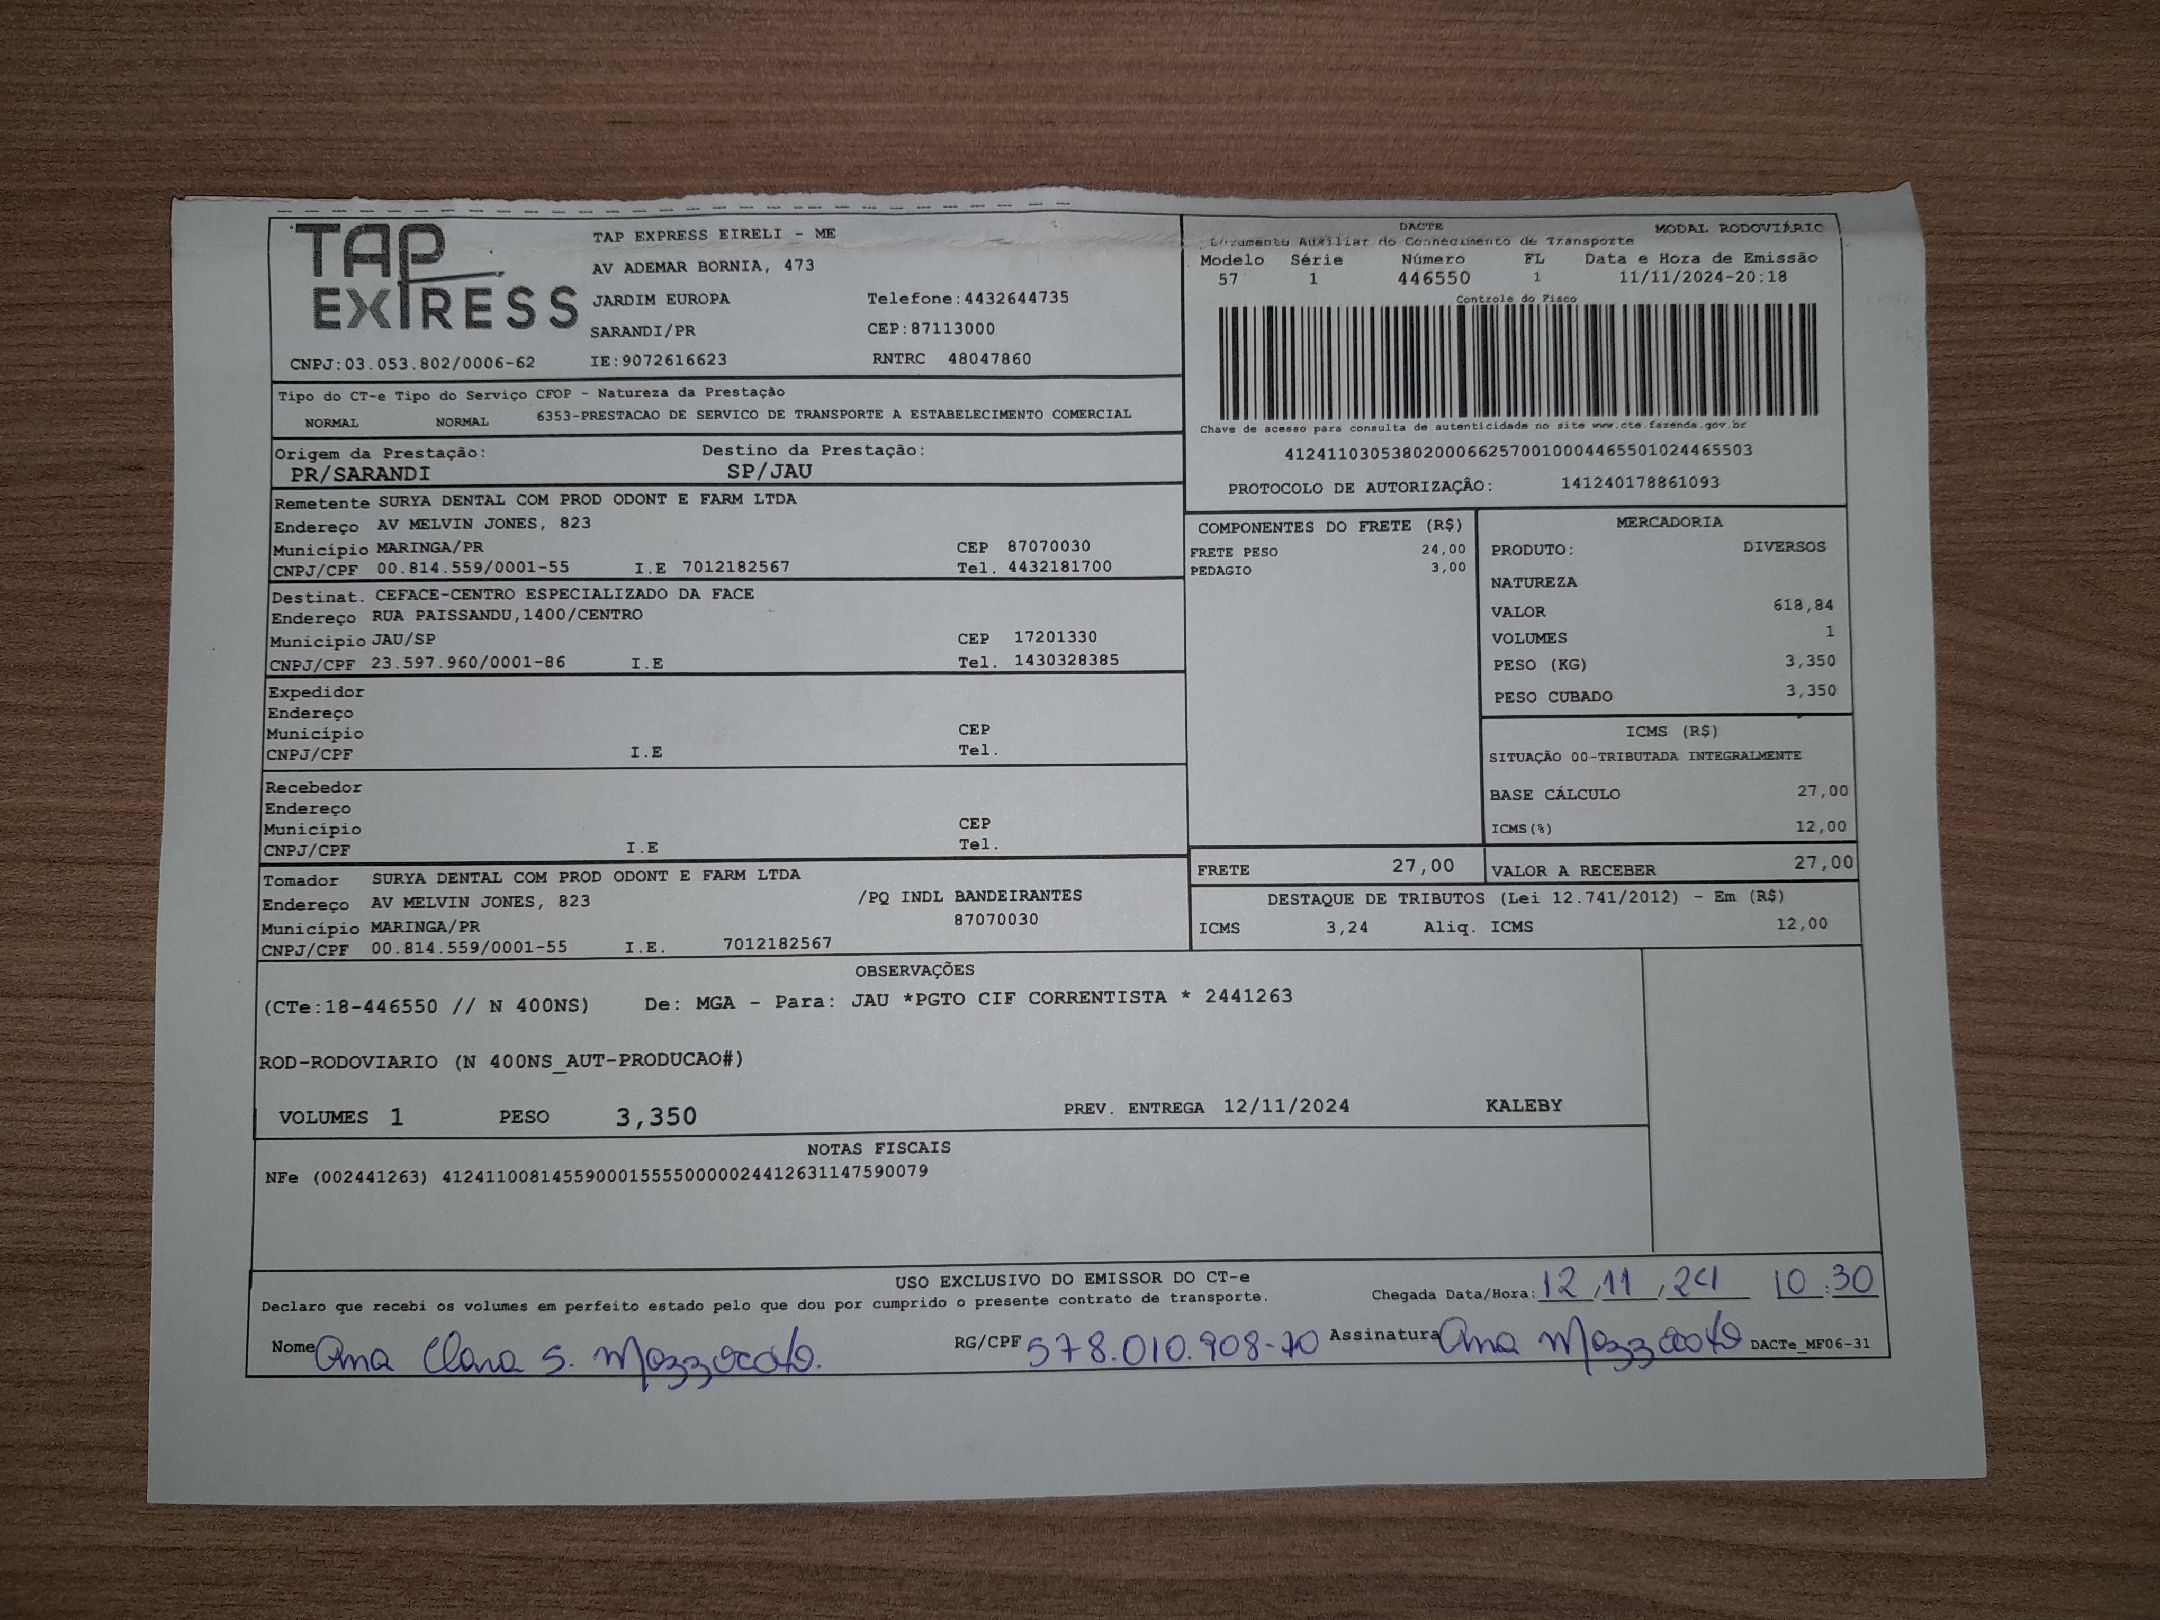 TAP EXPRESS
TAP EXPRESS EIRELI - ME
AV ADEMAR BORNIA, 473
JARDIM EUROPA Telefone:4432644735
SARANDI/PR CEP:87113000
CNPJ:03.053.802/0006-62 IE:9072616623 RNTRC 48047860
DACTE MODAL RODOVIÁRIO
Documento Auxiliar do Conhecimento de Transporte
Modelo Série Número FL Data e Hora de Emissão
57 1 446550 1 11/11/2024-20:18
Controle do Fisco
Chave de acesso para consulta de autenticidade no site www.cte.fazenda.gov.br
41241103053802000662570010004465501024465503
PROTOCOLO DE AUTORIZAÇÂO: 141240178861093
Tipo do CT-e Tipo do Serviço CFOP - Natureza da Prestação
NORMAL NORMAL 6353-PRESTACAO DE SERVICO DE TRANSPORTE A ESTABELECIMENTO COMERCIAL
Origem da Prestação: Destino da Prestação:
PR/SARANDI SP/JAU
Remetente SURYA DENTAL COM PROD ODONT E FARM LTDA
Endereço AV MELVIN JONES, 823
Município MARINGA/PR CEP 87070030
CNPJ/CPF 00.814.559/0001-55 I.E 7012182567 Tel. 4432181700
Destinat. CEFACE-CENTRO ESPECIALIZADO DA FACE
Endereço RUA PAISSANDU,1400/CENTRO
Município JAU/SP CEP 17201330
CNPJ/CPF 23.597.960/0001-86 I.E Tel. 1430328385
Expedidor
Endereço
Município CEP
CNPJ/CPF I.E Tel.
Recebedor
Endereço
Município CEP
CNPJ/CPF I.E Tel.
Tomador SURYA DENTAL COM PROD ODONT E FARM LTDA
Endereço AV MELVIN JONES, 823 /PQ INDL BANDEIRANTES
Município MARINGA/PR 87070030
CNPJ/CPF 00.814.559/0001-55 I.E. 7012182567
COMPONENTES DO FRETE (R$)
FRETE PESO 24,00
PEDAGIO 3,00
MERCADORIA
PRODUTO: DIVERSOS
NATUREZA
VALOR 618,84
VOLUMES 1
PESO (KG) 3,350
PESO CUBADO 3,350
ICMS (R$)
SITUAÇÃO 00-TRIBUTADA INTEGRALMENTE
BASE CÁLCULO 27,00
ICMS(%) 12,00
FRETE 27,00 VALOR A RECEBER 27,00
DESTAQUE DE TRIBUTOS (Lei 12.741/2012) - Em (R$)
ICMS 3,24 Aliq. ICMS 12,00
OBSERVAÇÕES
(CTe:18-446550 // N 400NS) De: MGA - Para: JAU *PGTO CIF CORRENTISTA * 2441263
ROD-RODOVIARIO (N 400NS_AUT-PRODUCAO#)
VOLUMES 1 PESO 3,350 PREV. ENTREGA 12/11/2024 KALEBY
NOTAS FISCAIS
NFe (002441263) 41241100814559000155550000024412631147590079
USO EXCLUSIVO DO EMISSOR DO CT-e
Declaro que recebi os volumes em perfeito estado pelo que dou por cumprido o presente contrato de transporte. Chegada Data/Hora: 12/11/24 10:30
Nome Ana Clara S. Mazzocato. RG/CPF 578.010.908-70 Assinatura Ana Mazzocato DACTe_MF06-31